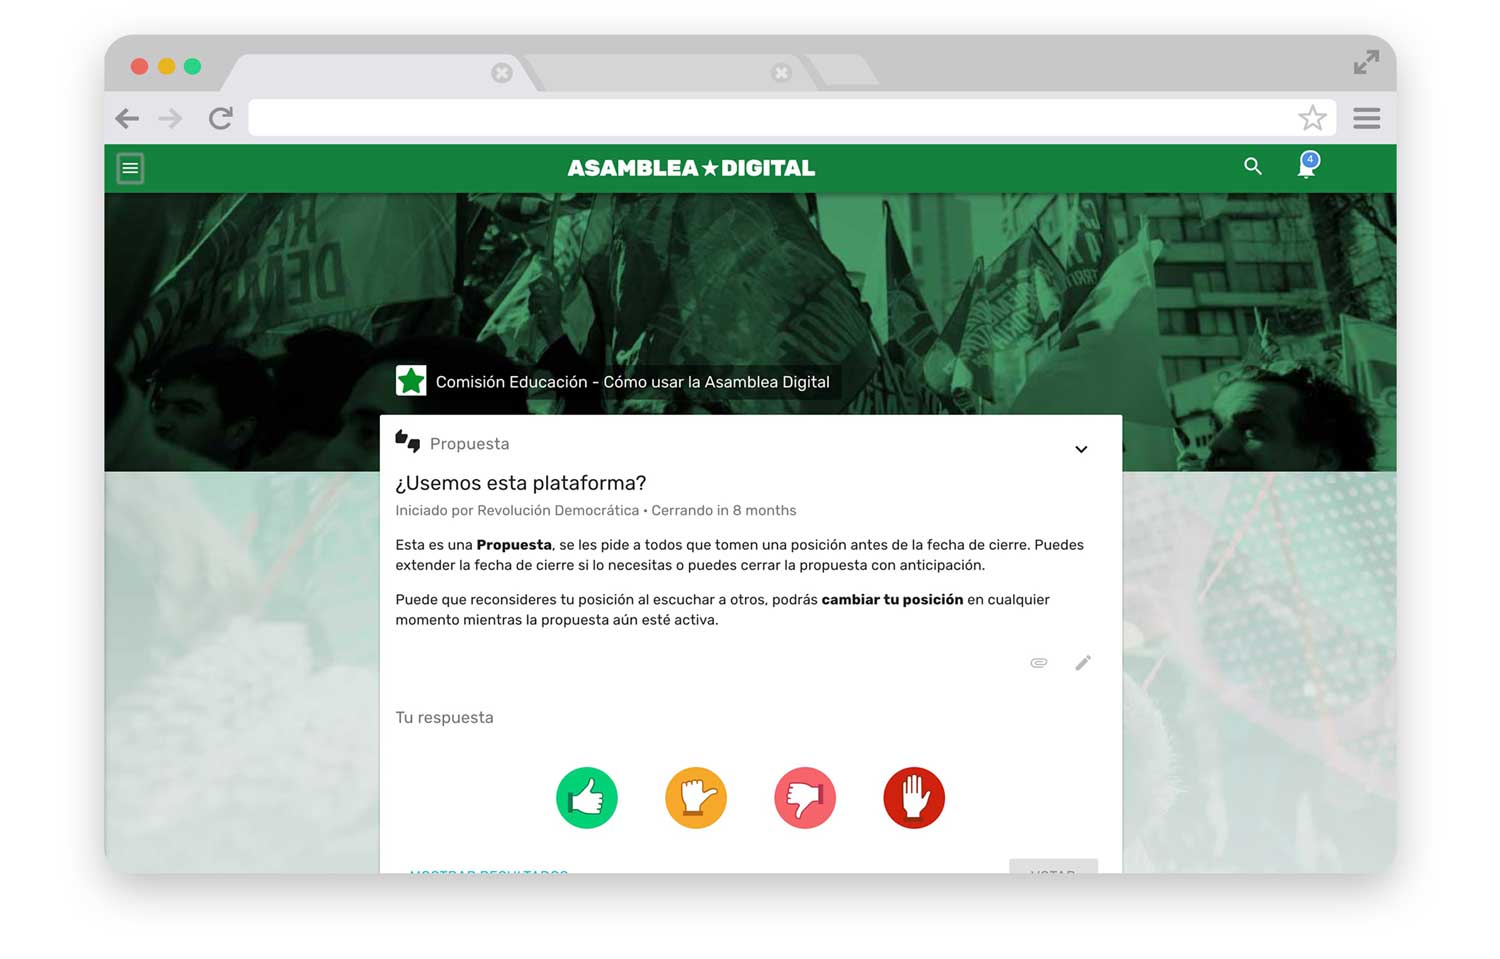 ASAMBLEA★DIGITAL
4
Comisión Educación - Cómo usar la Asamblea Digital
Propuesta
¿Usemos esta plataforma?
Iniciado por Revolución Democrática • Cerrando in 8 months
Esta es una Propuesta, se les pide a todos que tomen una posición antes de la fecha de cierre. Puedes
extender la fecha de cierre si lo necesitas o puedes cerrar la propuesta con anticipación.
Puede que reconsideres tu posición al escuchar a otros, podrás cambiar tu posición en cualquier
momento mientras la propuesta aún esté activa.
Tu respuesta
MOSTRAR RESULTADOS
VOTAR